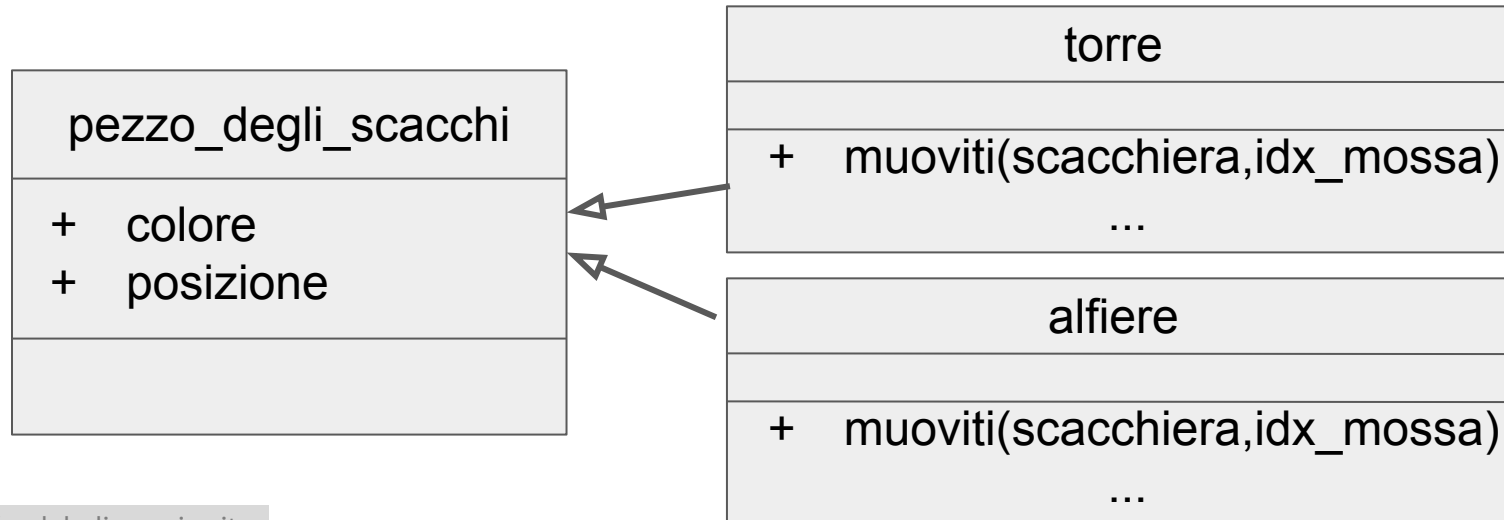 pezzo_degli_scacchi
+ colore
+ posizione
torre
+ muoviti(scacchiera,idx_mossa)
...
alfiere
+ muoviti(scacchiera,idx_mossa)
...